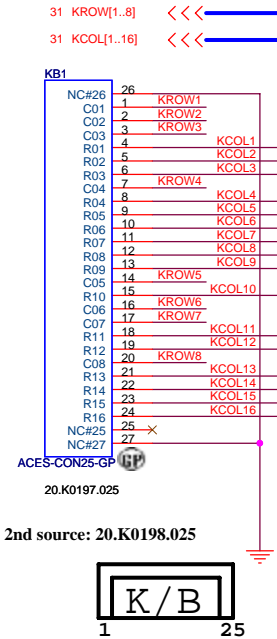 31 KROW[1..8]
31 KCOL[1..16]
KB1
NC#26 26
C01 1 KROW1
C02 2 KROW2
C03 3 KROW3
R01 4 KCOL1
R02 5 KCOL2
R03 6 KCOL3
C04 7 KROW4
R04 8 KCOL4
R05 9 KCOL5
R06 10 KCOL6
R07 11 KCOL7
R08 12 KCOL8
R09 13 KCOL9
C05 14 KROW5
R10 15 KCOL10
C06 16 KROW6
C07 17 KROW7
R11 18 KCOL11
R12 19 KCOL12
C08 20 KROW8
R13 21 KCOL13
R14 22 KCOL14
R15 23 KCOL15
R16 24 KCOL16
NC#25 25
NC#27 27
ACES-CON25-GP GP
20.K0197.025
2nd source: 20.K0198.025
K/B
1 25